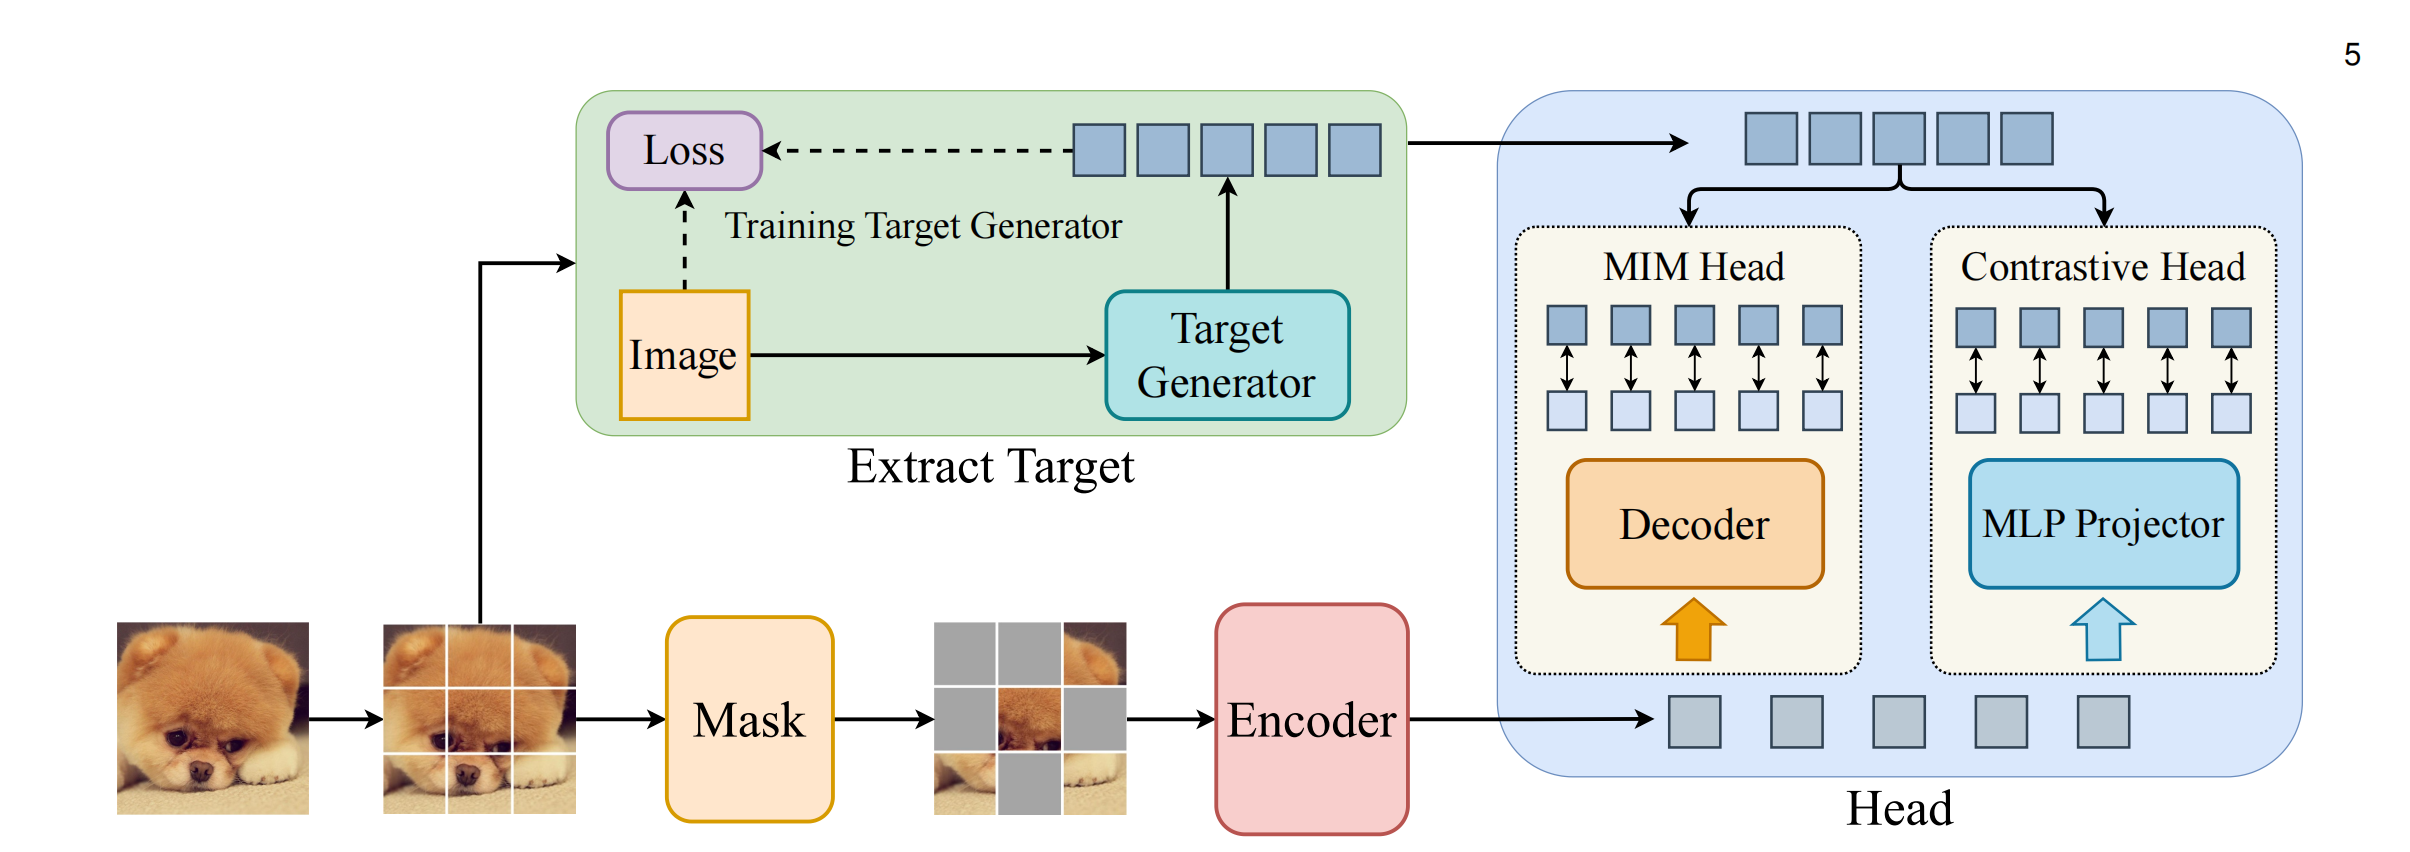 5
Loss
Training Target Generator
Image
Target
Generator
Extract Target
MIM Head
Contrastive Head
Decoder
MLP Projector
Mask
Encoder
Head